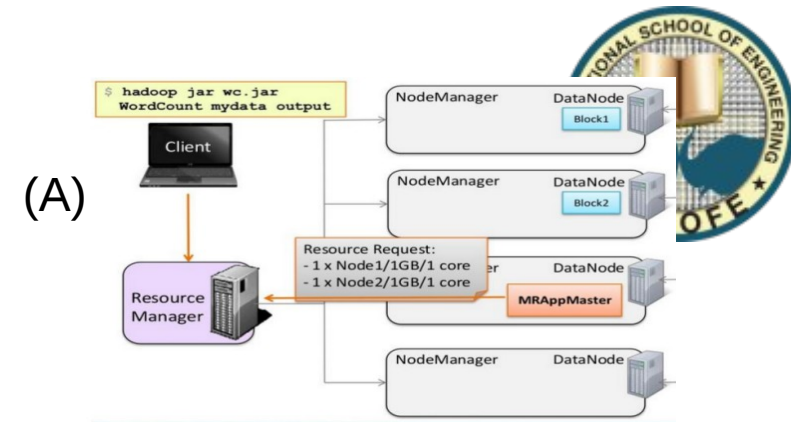 $ hadoop jar wc.jar
WordCount mydata output
Client
(A)
Resource
Manager
Resource Request:
- 1 x Node1/1GB/1 core
- 1 x Node2/1GB/1 core
NodeManager DataNode
Block1
NodeManager DataNode
Block2
er DataNode
MRAppMaster
NodeManager DataNode
SCHOOL OF ENGINEERING
OFE